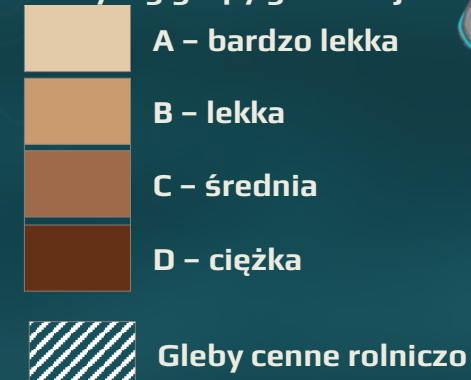 A – bardzo lekka
B – lekka
C – średnia
D – ciężka
Gleby cenne rolniczo